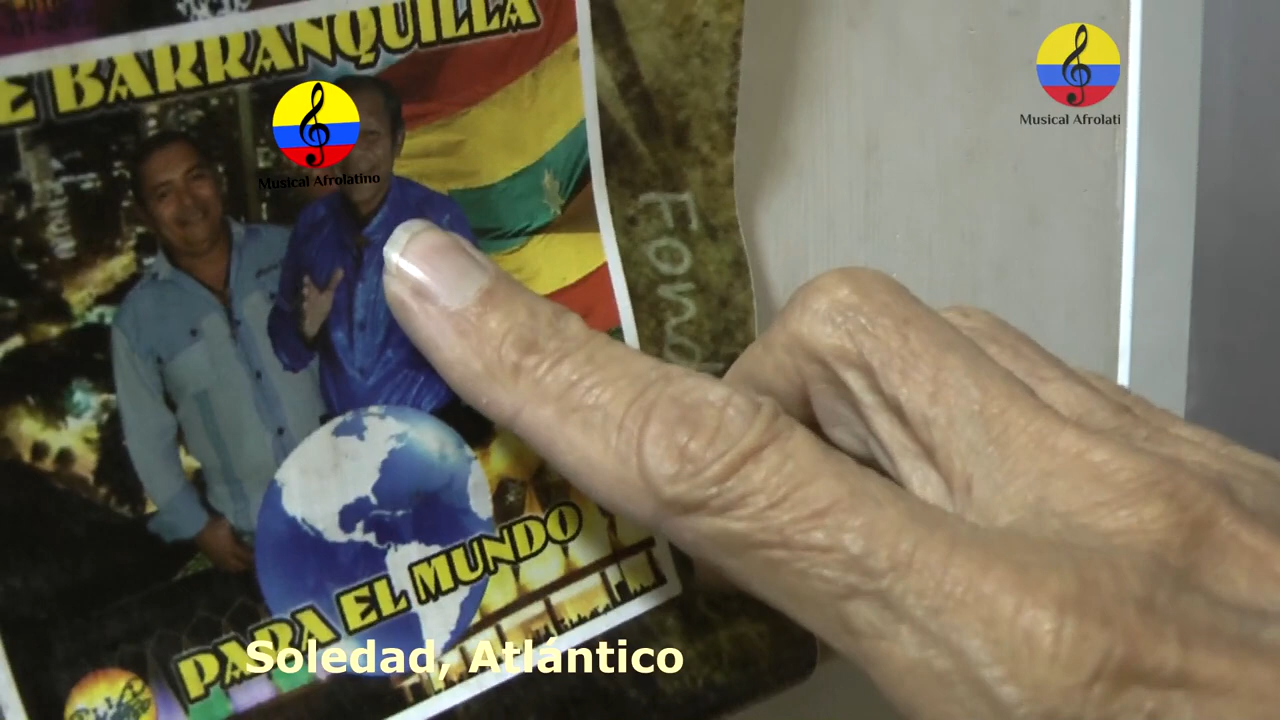 E BARRANQUILLA
Musical Afrolatino
Musical Afrolati
PARA EL MUNDO
Soledad, Atlántico